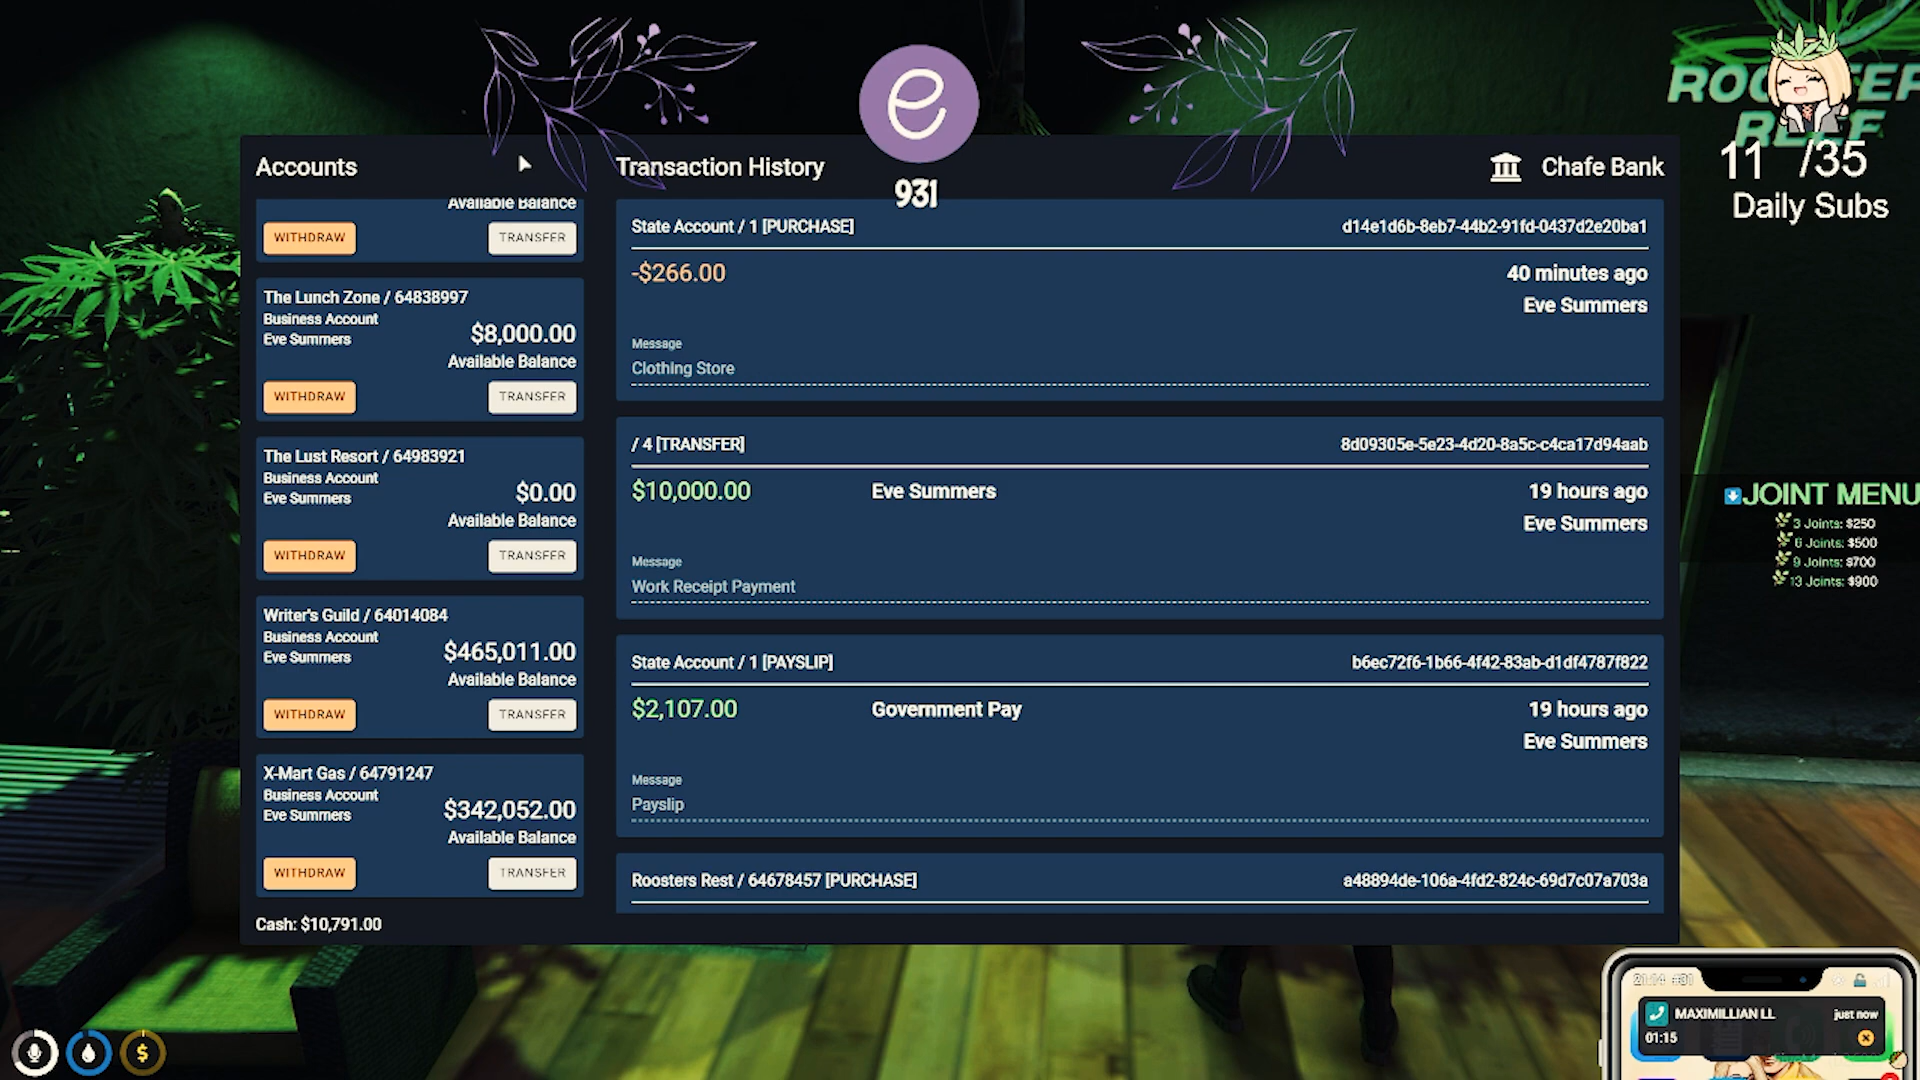 e
931
Accounts
Available Balance
WITHDRAW
TRANSFER
The Lunch Zone / 64838997
Business Account
Eve Summers
$8,000.00
Available Balance
WITHDRAW
TRANSFER
The Lust Resort / 64983921
Business Account
Eve Summers
$0.00
Available Balance
WITHDRAW
TRANSFER
Writer's Guild / 64014084
Business Account
Eve Summers
$465,011.00
Available Balance
WITHDRAW
TRANSFER
X-Mart Gas / 64791247
Business Account
Eve Summers
$342,052.00
Available Balance
WITHDRAW
TRANSFER
Cash: $10,791.00
Transaction History
Chafe Bank
State Account / 1 [PURCHASE]
d14e1d6b-8eb7-44b2-91fd-0437d2e20ba1
-$266.00
40 minutes ago
Eve Summers
Message
Clothing Store
/ 4 [TRANSFER]
8d09305e-5e23-4d20-8a5c-c4ca17d94aab
$10,000.00
Eve Summers
19 hours ago
Eve Summers
Message
Work Receipt Payment
State Account / 1 [PAYSLIP]
b6ec72f6-1b66-4f42-83ab-d1df4787f822
$2,107.00
Government Pay
19 hours ago
Eve Summers
Message
Payslip
Roosters Rest / 64678457 [PURCHASE]
a48894de-106a-4fd2-824c-69d7c07a703a
11 /35
Daily Subs
JOINT MENU
3 Joints: $250
6 Joints: $500
9 Joints: $700
13 Joints: $900
MAXIMILLIAN LL
just now
01:15